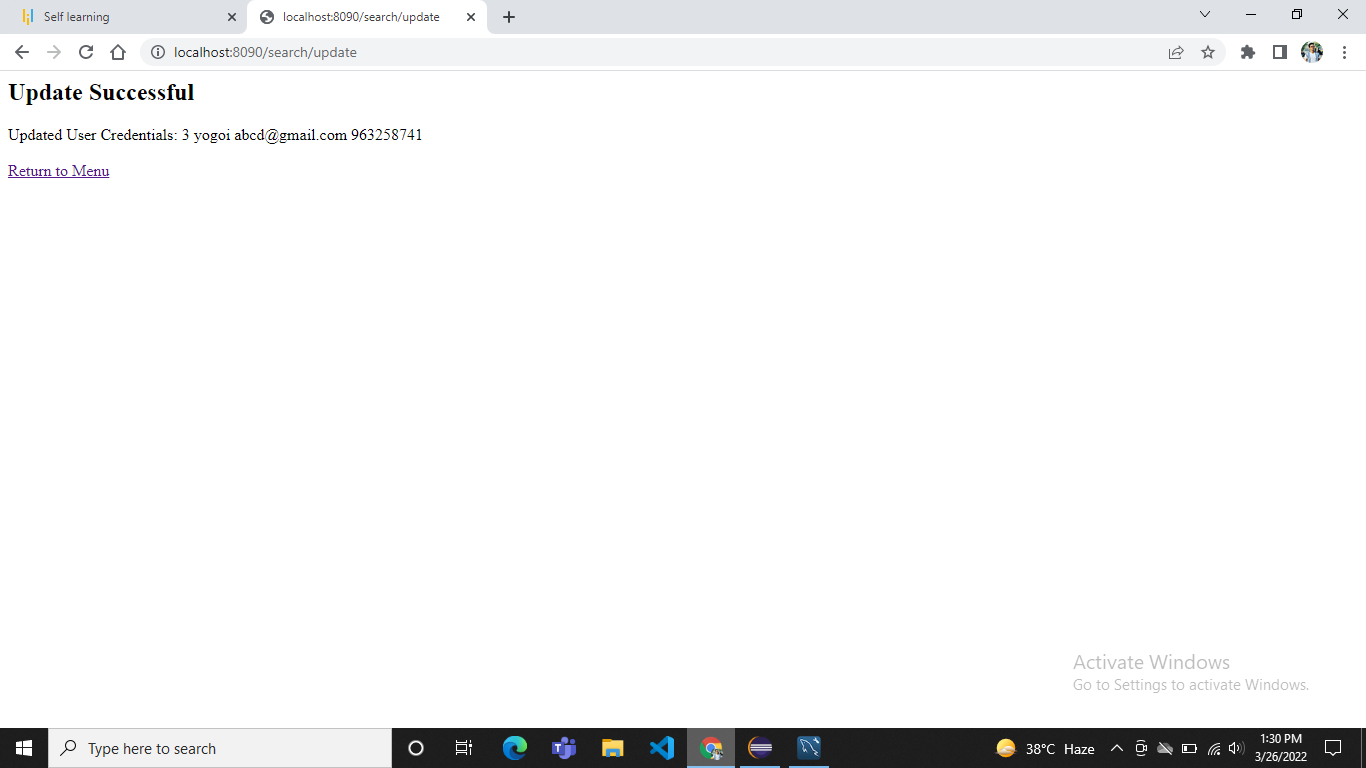 Self learning
localhost:8090/search/update
localhost:8090/search/update
Update Successful
Updated User Credentials: 3 yogoi abcd@gmail.com 963258741
Return to Menu
Activate Windows
Go to Settings to activate Windows.
Type here to search
38°C Haze
1:30 PM
3/26/2022